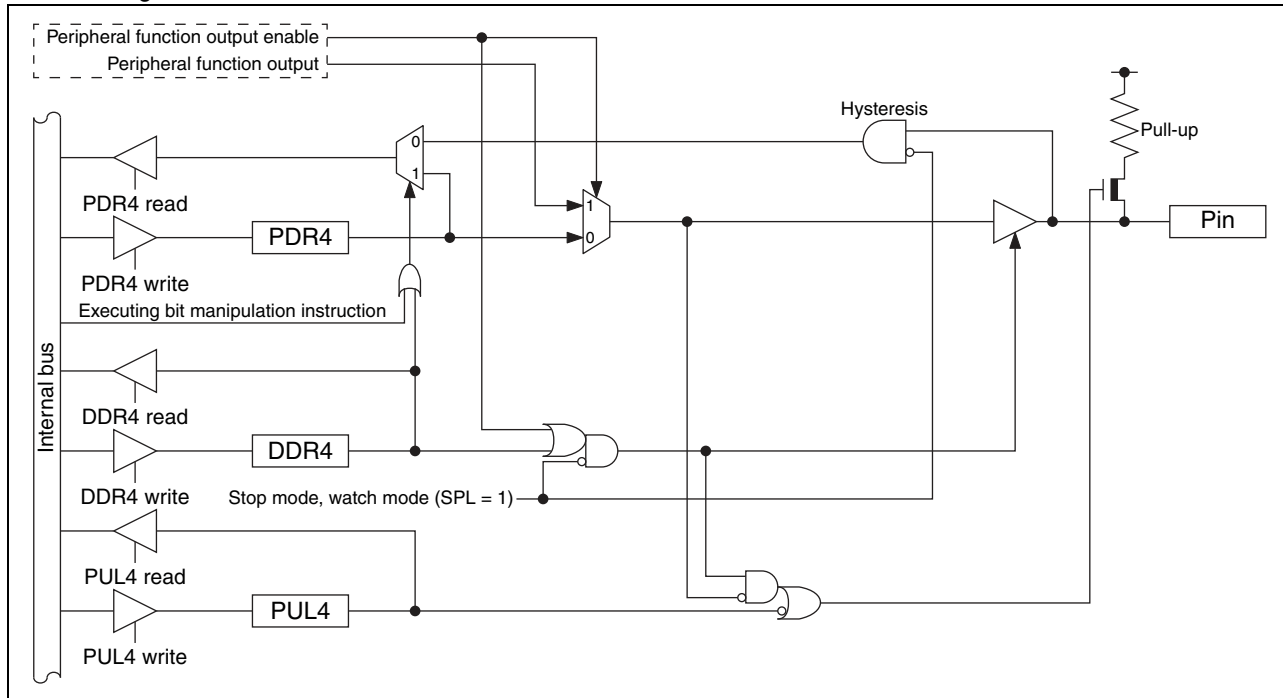 Peripheral function output enable
Peripheral function output
Hysteresis
Pull-up
0
1
PDR4 read
1
PDR4
0
Pin
PDR4 write
Executing bit manipulation instruction
Internal bus
DDR4 read
DDR4
DDR4 write
Stop mode, watch mode (SPL = 1)
PUL4 read
PUL4
PUL4 write